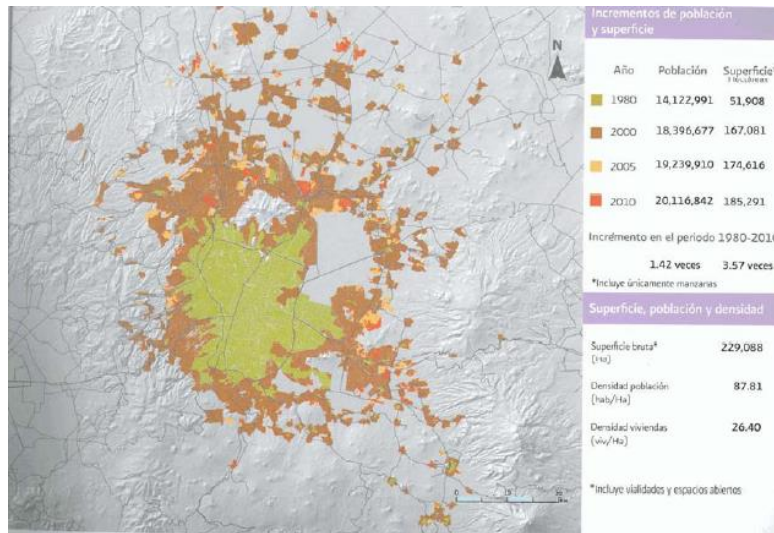 Incrementos de población
y superficie
N
Año Población Superficie*
Hectáreas
1980 14,122,991 51,908
2000 18,396,677 167,081
2005 19,239,910 174,616
2010 20,116,842 185,291
Incremento en el periodo 1980-2010
1.42 veces 3.57 veces
*Incluye únicamente manzanas
Superficie, población y densidad
Superficie bruta*
(Ha)
229,088
Densidad población
(hab/Ha)
87.81
Densidad viviendas
(viv/Ha)
26.40
*Incluye vialidades y espacios abiertos
0